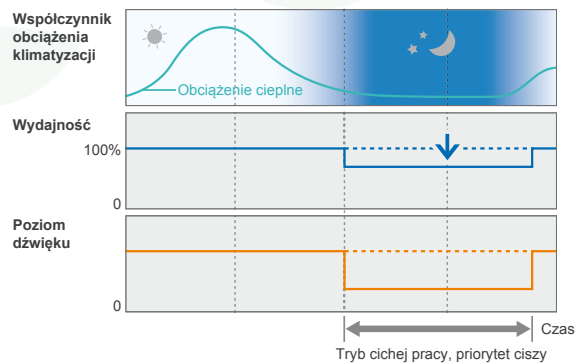 Współczynnik
obciążenia
klimatyzacji
Obciążenie cieplne
Wydajność
100%
0
Poziom
dźwięku
0
Czas
Tryb cichej pracy, priorytet ciszy